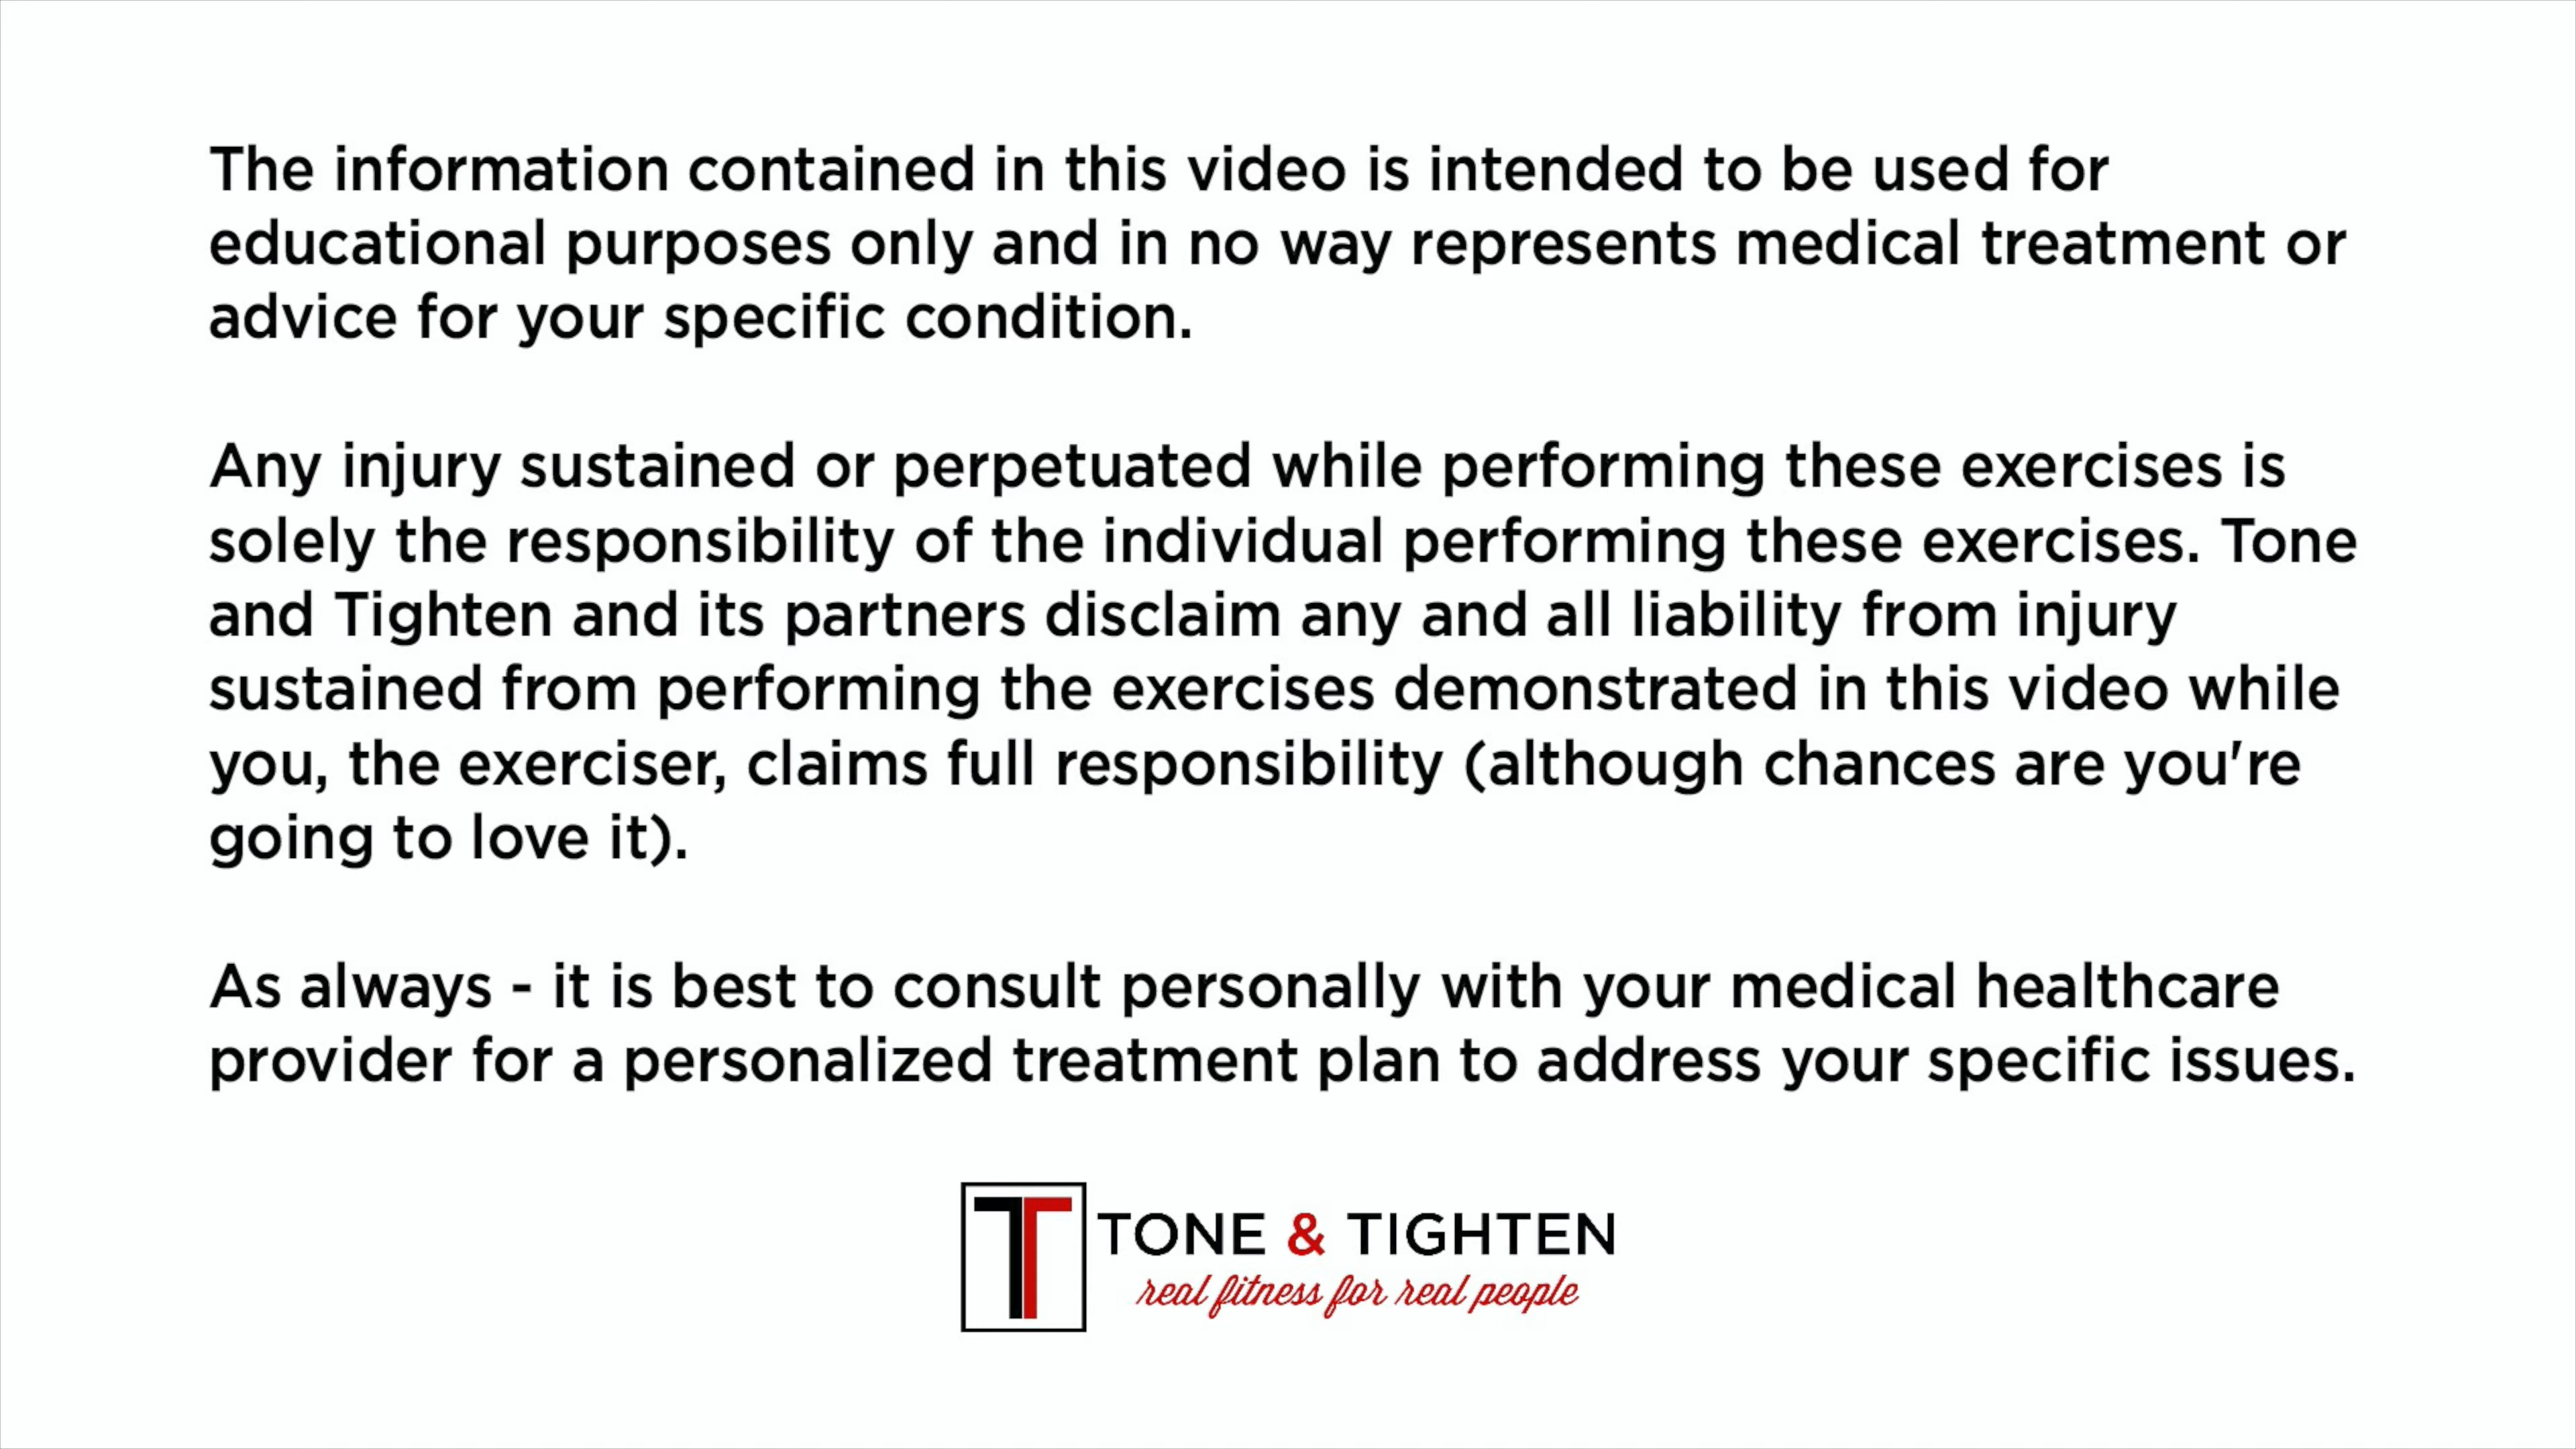 The information contained in this video is intended to be used for
educational purposes only and in no way represents medical treatment or
advice for your specific condition.
Any injury sustained or perpetuated while performing these exercises is
solely the responsibility of the individual performing these exercises. Tone
and Tighten and its partners disclaim any and all liability from injury
sustained from performing the exercises demonstrated in this video while
you, the exerciser, claims full responsibility (although chances are you're
going to love it).
As always - it is best to consult personally with your medical healthcare
provider for a personalized treatment plan to address your specific issues.
TT TONE & TIGHTEN
real fitness for real people